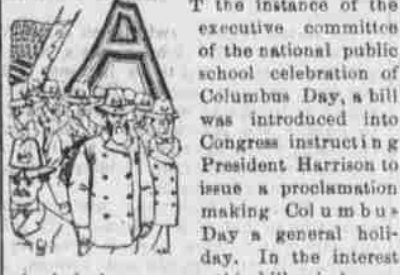 AT the instance of the
executive committee
of the national public
school celebration of
Columbus Day, a bill
was introduced into
Congress instructing
President Harrison to
issue a proclamation
making Columbus
Day a general holi-
day. In the interest